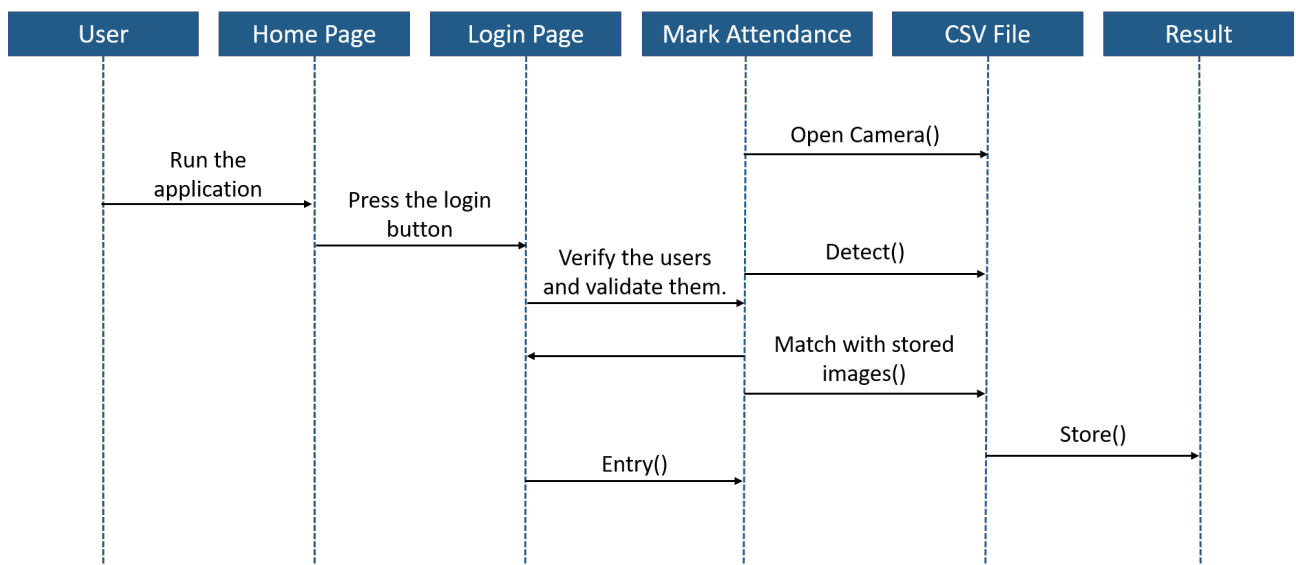 User
Home Page
Login Page
Mark Attendance
CSV File
Result
Open Camera()
Run the
application
Press the login
button
Detect()
Verify the users
and validate them.
Match with stored
images()
Store()
Entry()